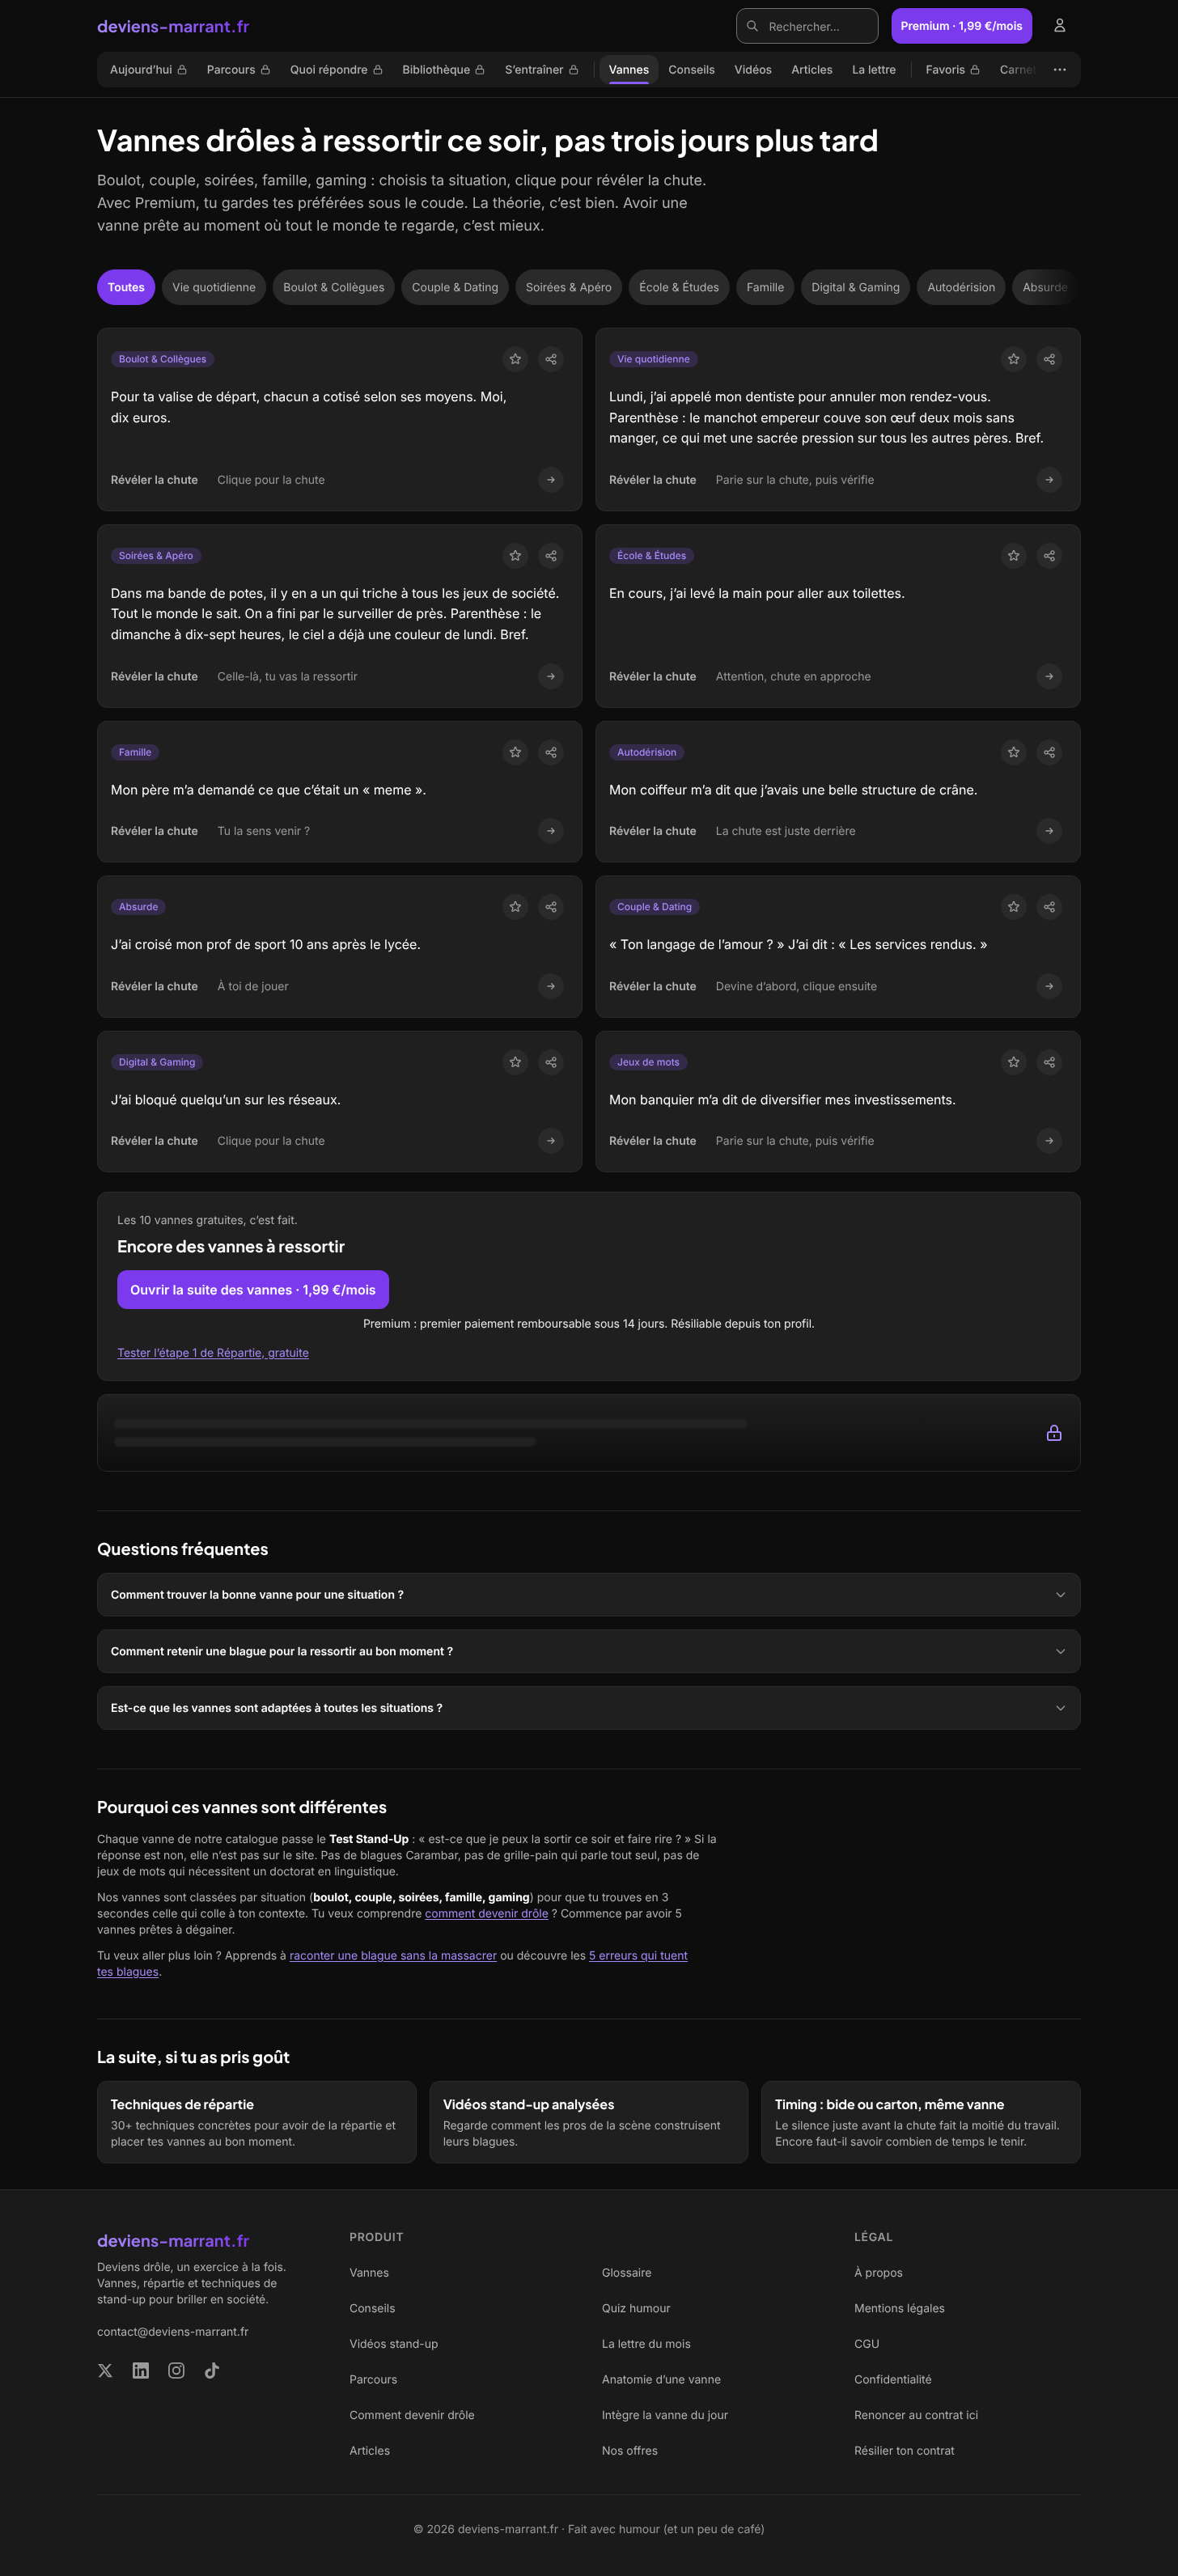 deviens-marrant.fr
Rechercher...
Premium · 1,99 €/mois
Aujourd’hui
Parcours
Quoi répondre
Bibliothèque
S’entraîner
Vannes
Conseils
Vidéos
Articles
La lettre
Favoris
Carnet
Vannes drôles à ressortir ce soir, pas trois jours plus tard
Boulot, couple, soirées, famille, gaming : choisis ta situation, clique pour révéler la chute.
Avec Premium, tu gardes tes préférées sous le coude. La théorie, c’est bien. Avoir une
vanne prête au moment où tout le monde te regarde, c’est mieux.
Toutes
Vie quotidienne
Boulot & Collègues
Couple & Dating
Soirées & Apéro
École & Études
Famille
Digital & Gaming
Autodérision
Absurde
Boulot & Collègues
Pour ta valise de départ, chacun a cotisé selon ses moyens. Moi,
dix euros.
Révéler la chute
Clique pour la chute
Vie quotidienne
Lundi, j’ai appelé mon dentiste pour annuler mon rendez-vous.
Parenthèse : le manchot empereur couve son œuf deux mois sans
manger, ce qui met une sacrée pression sur tous les autres pères. Bref.
Révéler la chute
Parie sur la chute, puis vérifie
Soirées & Apéro
Dans ma bande de potes, il y en a un qui triche à tous les jeux de société.
Tout le monde le sait. On a fini par le surveiller de près. Parenthèse : le
dimanche à dix-sept heures, le ciel a déjà une couleur de lundi. Bref.
Révéler la chute
Celle-là, tu vas la ressortir
École & Études
En cours, j’ai levé la main pour aller aux toilettes.
Révéler la chute
Attention, chute en approche
Famille
Mon père m’a demandé ce que c’était un « meme ».
Révéler la chute
Tu la sens venir ?
Autodérision
Mon coiffeur m’a dit que j’avais une belle structure de crâne.
Révéler la chute
La chute est juste derrière
Absurde
J’ai croisé mon prof de sport 10 ans après le lycée.
Révéler la chute
À toi de jouer
Couple & Dating
« Ton langage de l’amour ? » J’ai dit : « Les services rendus. »
Révéler la chute
Devine d’abord, clique ensuite
Digital & Gaming
J’ai bloqué quelqu’un sur les réseaux.
Révéler la chute
Clique pour la chute
Jeux de mots
Mon banquier m’a dit de diversifier mes investissements.
Révéler la chute
Parie sur la chute, puis vérifie
Les 10 vannes gratuites, c’est fait.
Encore des vannes à ressortir
Ouvrir la suite des vannes · 1,99 €/mois
Premium : premier paiement remboursable sous 14 jours. Résiliable depuis ton profil.
Tester l’étape 1 de Répartie, gratuite
Questions fréquentes
Comment trouver la bonne vanne pour une situation ?
Comment retenir une blague pour la ressortir au bon moment ?
Est-ce que les vannes sont adaptées à toutes les situations ?
Pourquoi ces vannes sont différentes
Chaque vanne de notre catalogue passe le Test Stand-Up : « est-ce que je peux la sortir ce soir et faire rire ? » Si la
réponse est non, elle n’est pas sur le site. Pas de blagues Carambar, pas de grille-pain qui parle tout seul, pas de
jeux de mots qui nécessitent un doctorat en linguistique.
Nos vannes sont classées par situation (boulot, couple, soirées, famille, gaming) pour que tu trouves en 3
secondes celle qui colle à ton contexte. Tu veux comprendre comment devenir drôle ? Commence par avoir 5
vannes prêtes à dégainer.
Tu veux aller plus loin ? Apprends à raconter une blague sans la massacrer ou découvre les 5 erreurs qui tuent
tes blagues.
La suite, si tu as pris goût
Techniques de répartie
30+ techniques concrètes pour avoir de la répartie et
placer tes vannes au bon moment.
Vidéos stand-up analysées
Regarde comment les pros de la scène construisent
leurs blagues.
Timing : bide ou carton, même vanne
Le silence juste avant la chute fait la moitié du travail.
Encore faut-il savoir combien de temps le tenir.
deviens-marrant.fr
Deviens drôle, un exercice à la fois.
Vannes, répartie et techniques de
stand-up pour briller en société.
contact@deviens-marrant.fr
PRODUIT
Vannes
Conseils
Vidéos stand-up
Parcours
Comment devenir drôle
Articles
Glossaire
Quiz humour
La lettre du mois
Anatomie d’une vanne
Intègre la vanne du jour
Nos offres
LÉGAL
À propos
Mentions légales
CGU
Confidentialité
Renoncer au contrat ici
Résilier ton contrat
© 2026 deviens-marrant.fr · Fait avec humour (et un peu de café)